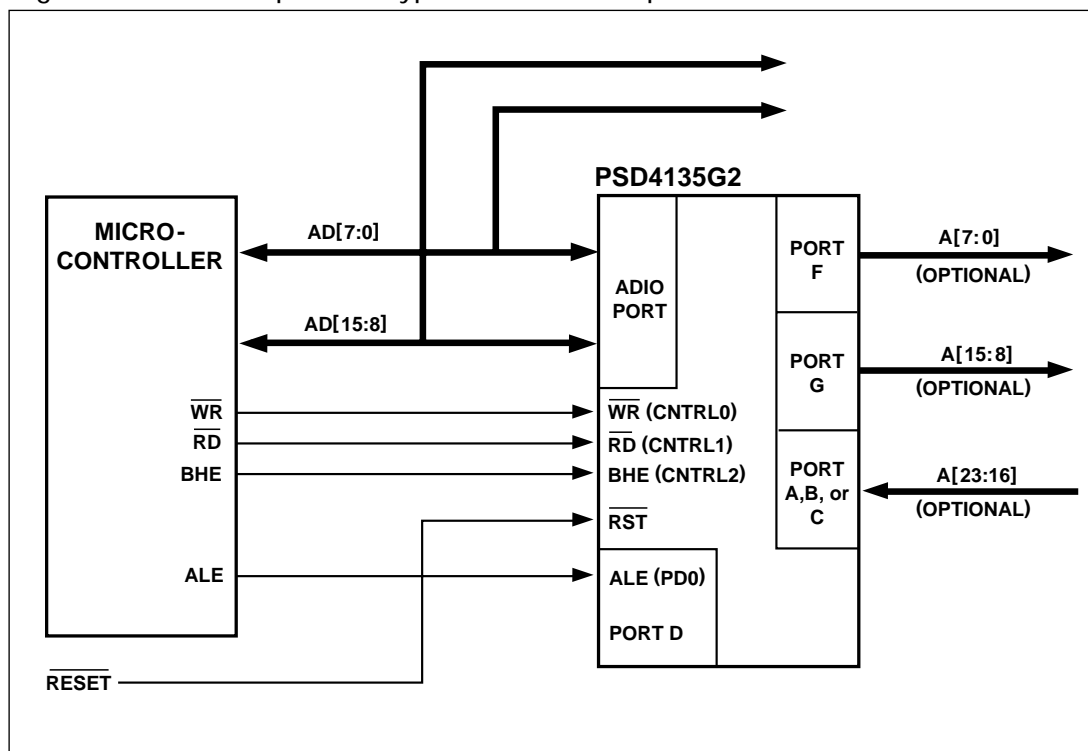 PSD4135G2
MICRO-
CONTROLLER
AD[7:0]
AD[15:8]
WR
RD
BHE
ALE
RESET
ADIO
PORT
WR (CNTRL0)
RD (CNTRL1)
BHE (CNTRL2)
RST
ALE (PD0)
PORT D
PORT
F
PORT
G
PORT
A,B, or
C
A[7:0]
(OPTIONAL)
A[15:8]
(OPTIONAL)
A[23:16]
(OPTIONAL)